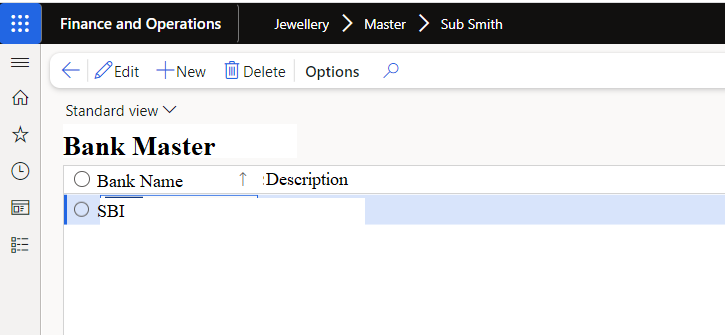 Finance and Operations Jewellery Master Sub Smith
Edit New Delete Options
Standard view
Bank Master
Bank Name ↑ :Description
SBI